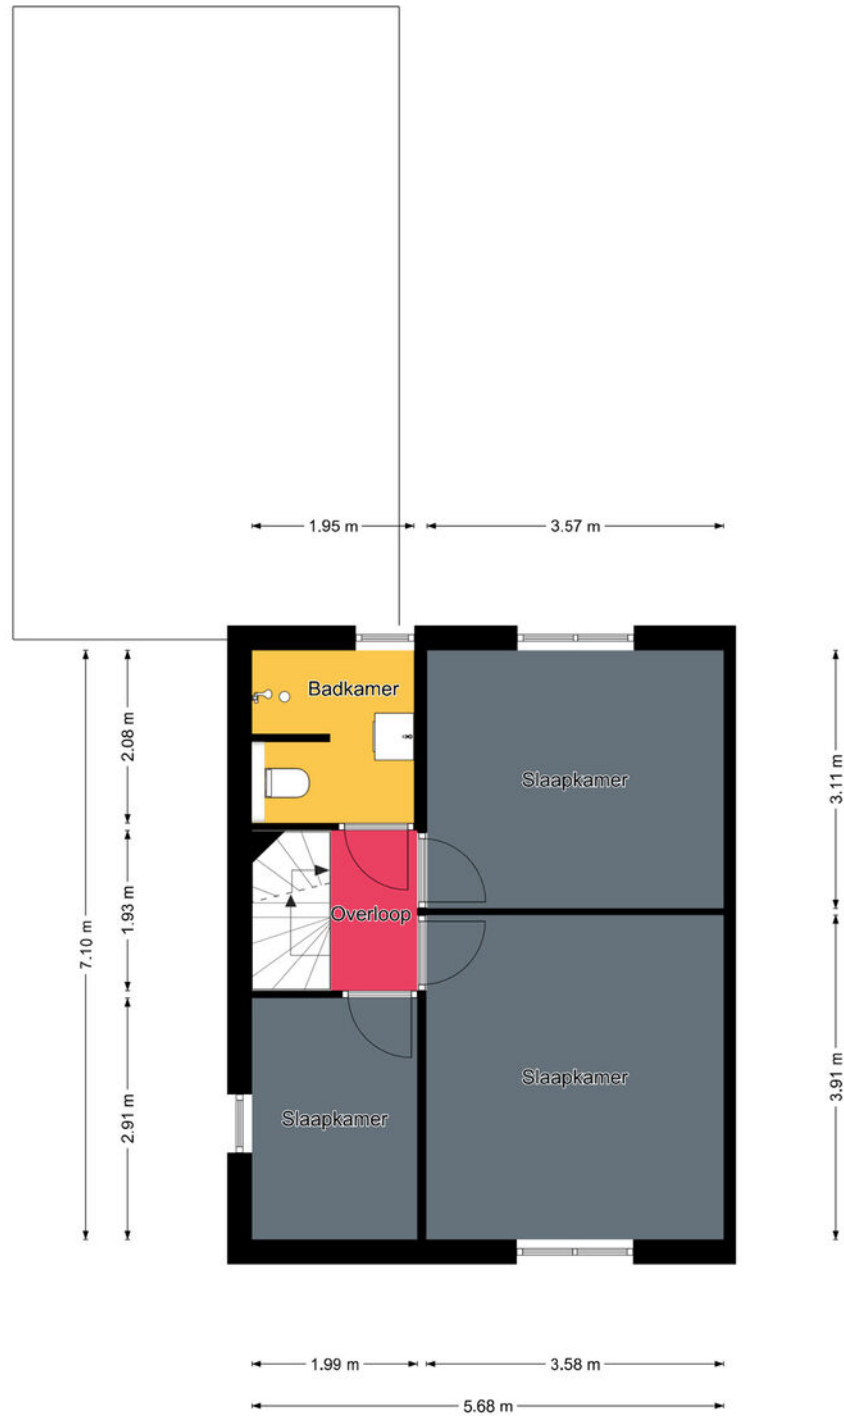 1.95 m
3.57 m
Badkamer
2.08 m
Slaapkamer
3.11 m
1.93 m
Overloop
7.10 m
Slaapkamer
3.91 m
2.91 m
Slaapkamer
1.99 m
3.58 m
5.68 m